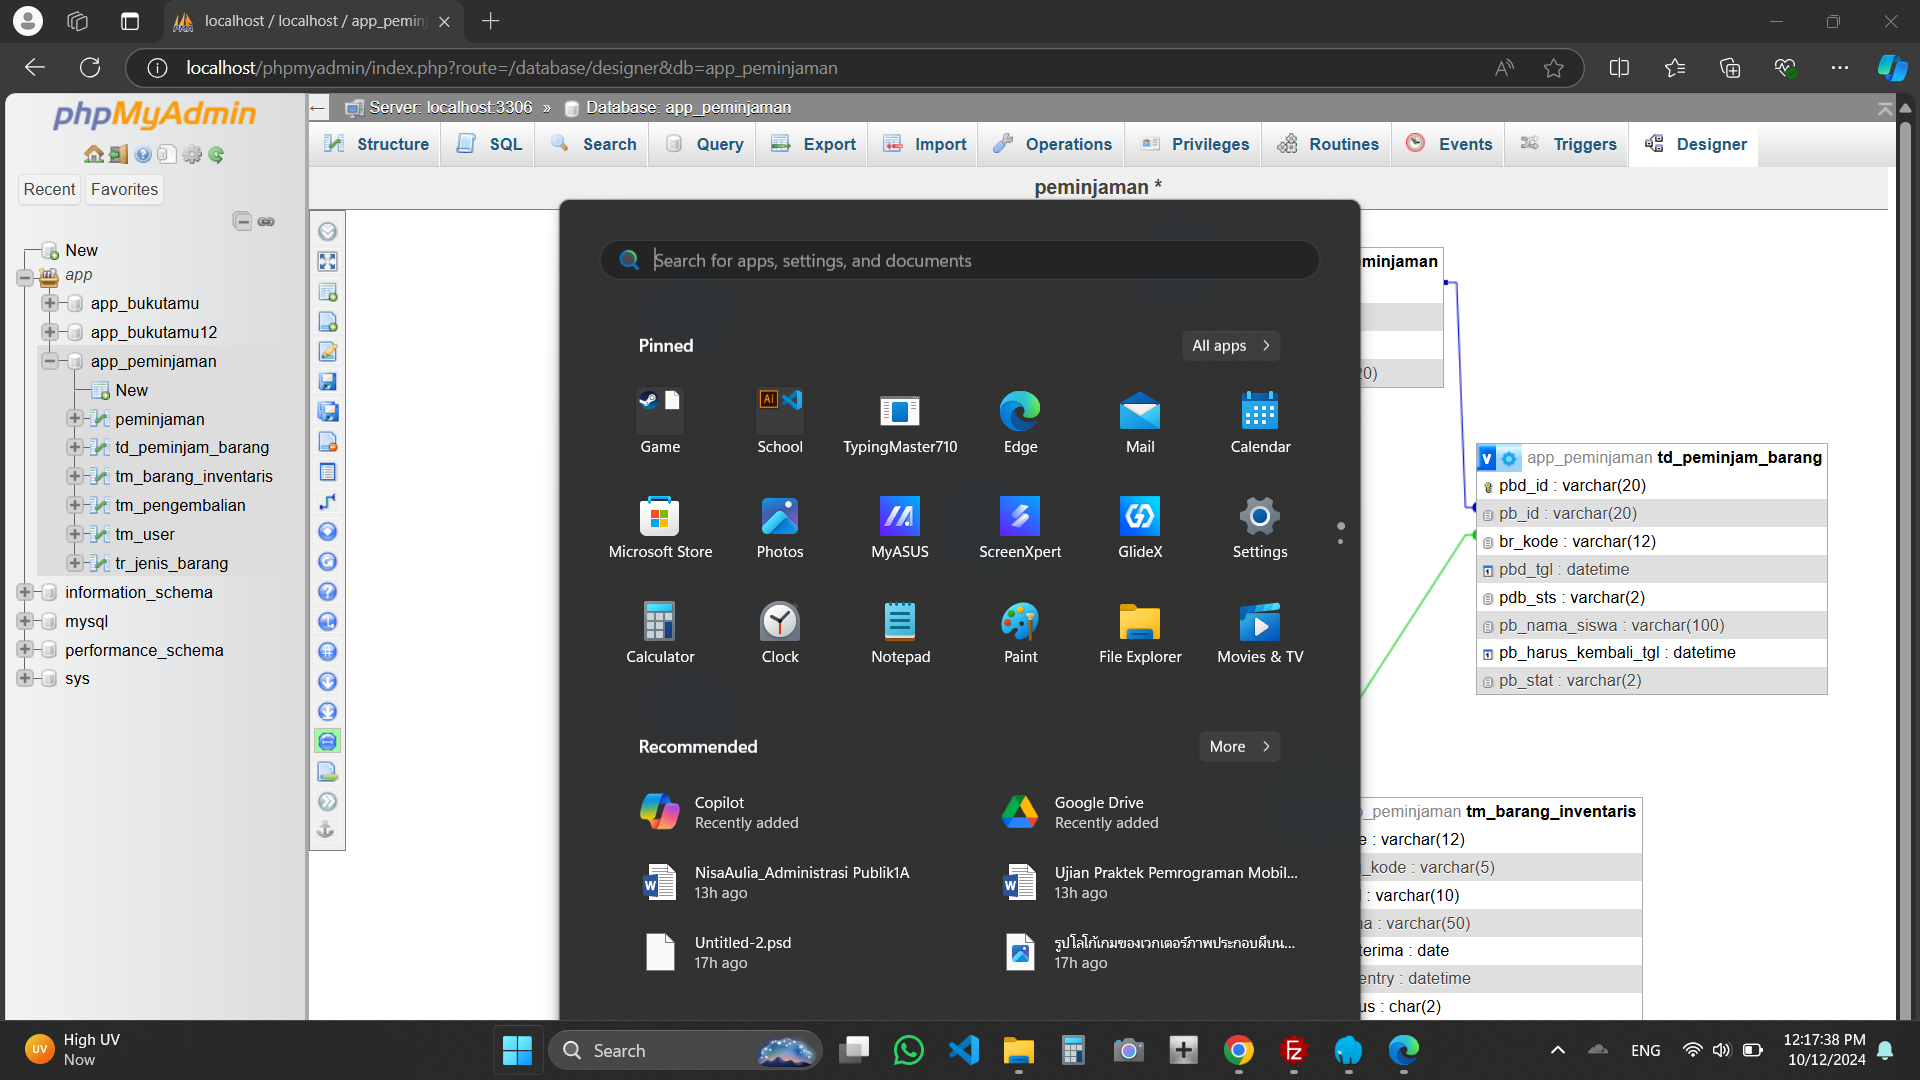 localhost / localhost / app_pemin
localhost/phpmyadmin/index.php?route=/database/designer&db=app_peminjaman
phpMyAdmin
Recent
Favorites
New
app
app_bukutamu
app_bukutamu12
app_peminjaman
New
peminjaman
td_peminjam_barang
tm_barang_inventaris
tm_pengembalian
tm_user
tr_jenis_barang
information_schema
mysql
performance_schema
sys
Server: localhost:3306 » Database: app_peminjaman
Structure SQL Search Query Export Import Operations Privileges Routines Events Triggers Designer
peminjaman *
Search for apps, settings, and documents
Pinned
All apps
Game School TypingMaster710 Edge Mail Calendar
Microsoft Store Photos MyASUS ScreenXpert GlideX Settings
Calculator Clock Notepad Paint File Explorer Movies & TV
Recommended
More
Copilot
Recently added
Google Drive
Recently added
NisaAulia_Administrasi Publik1A
13h ago
Ujian Praktek Pemrograman Mobil...
13h ago
Untitled-2.psd
17h ago
รูปโลโก้เกมของเวกเตอร์ภาพประกอบผีบน...
17h ago
minjaman
20)
v app_peminjaman td_peminjam_barang
pbd_id : varchar(20)
pb_id : varchar(20)
br_kode : varchar(12)
pbd_tgl : datetime
pdb_sts : varchar(2)
pb_nama_siswa : varchar(100)
pb_harus_kembali_tgl : datetime
pb_stat : varchar(2)
_peminjaman tm_barang_inventaris
e : varchar(12)
_kode : varchar(5)
: varchar(10)
na : varchar(50)
terima : date
entry : datetime
us : char(2)
UV
High UV
Now
Search
ENG
12:17:38 PM
10/12/2024